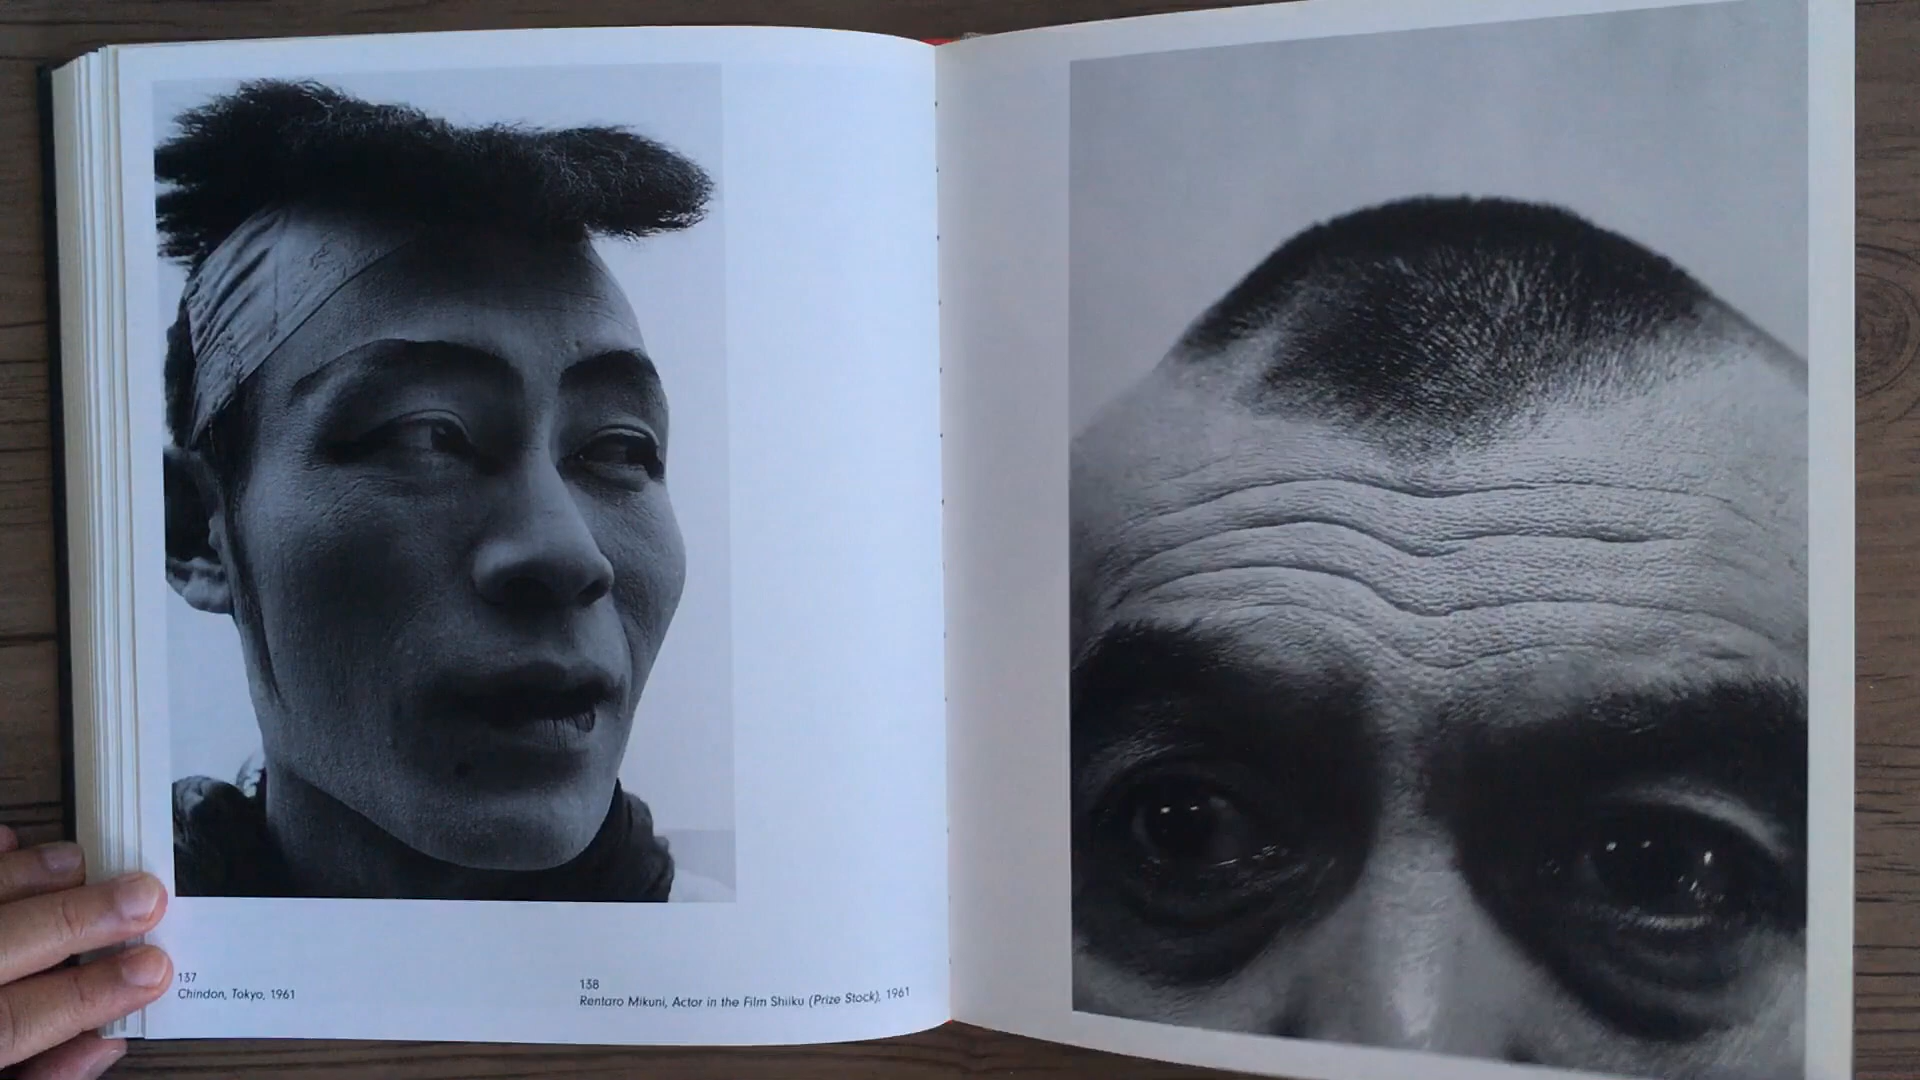 137
Chindon, Tokyo, 1961
138
Rentaro Mikuni, Actor in the Film Shiiku (Prize Stock), 1961